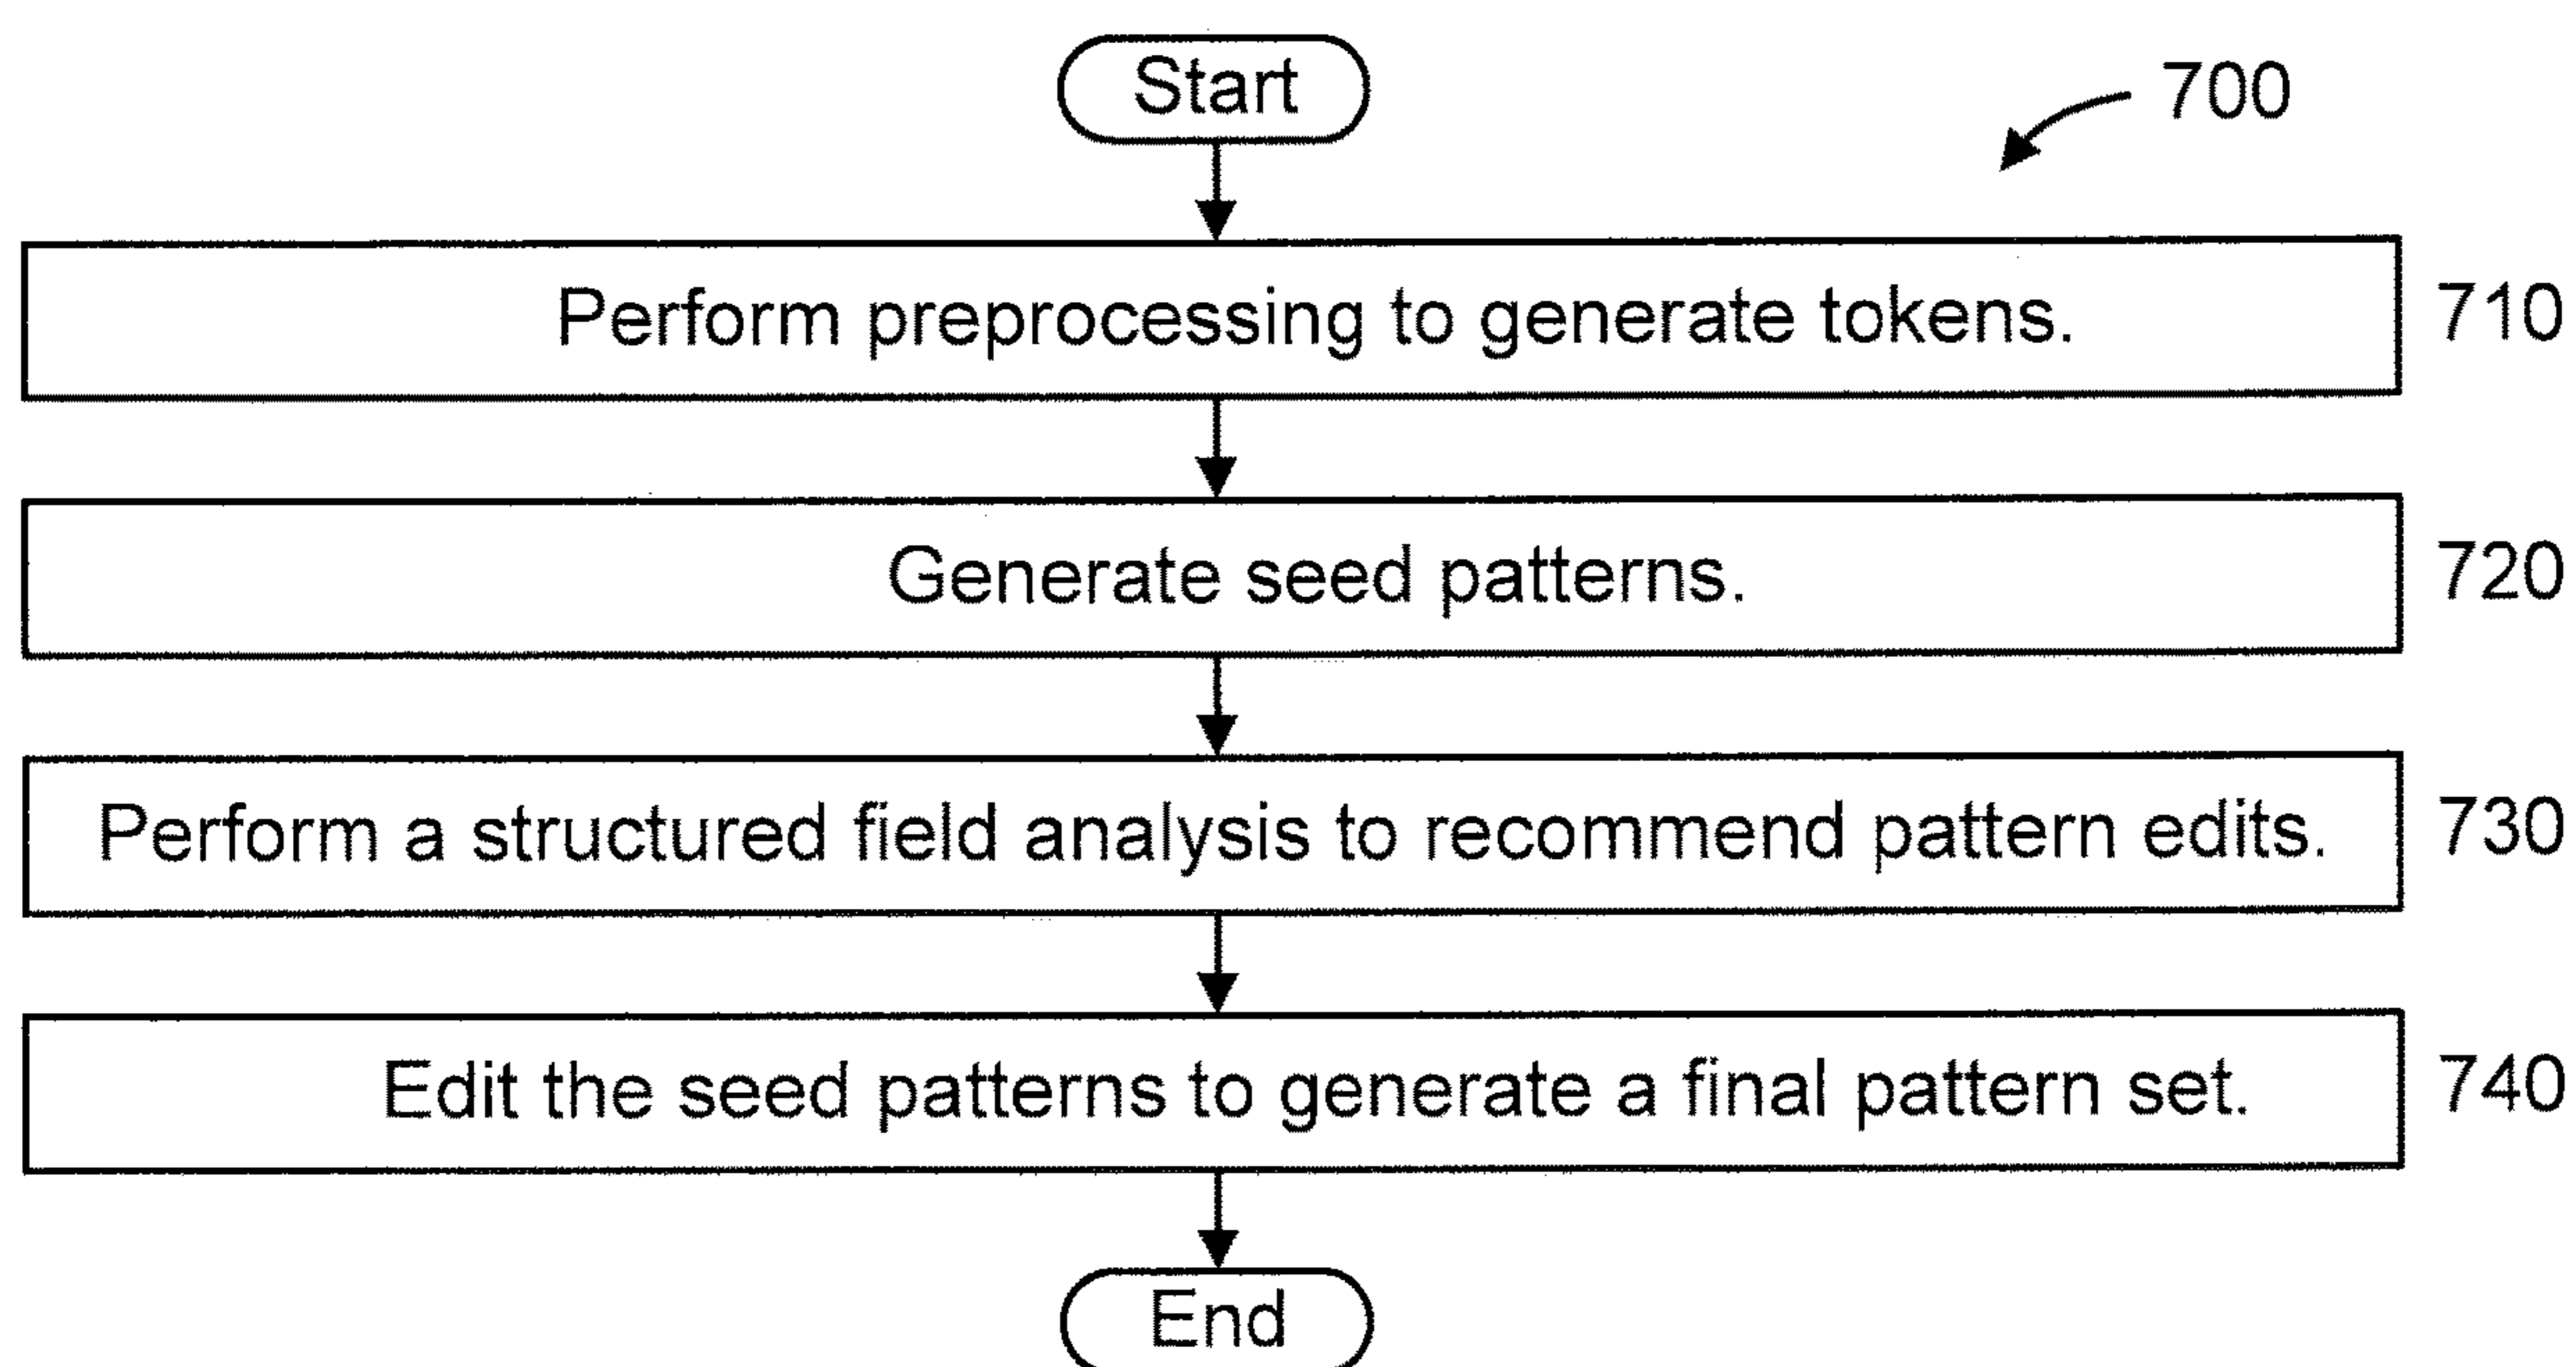 Start
700
Perform preprocessing to generate tokens.
710
Generate seed patterns.
720
Perform a structured field analysis to recommend pattern edits.
730
Edit the seed patterns to generate a final pattern set.
740
End